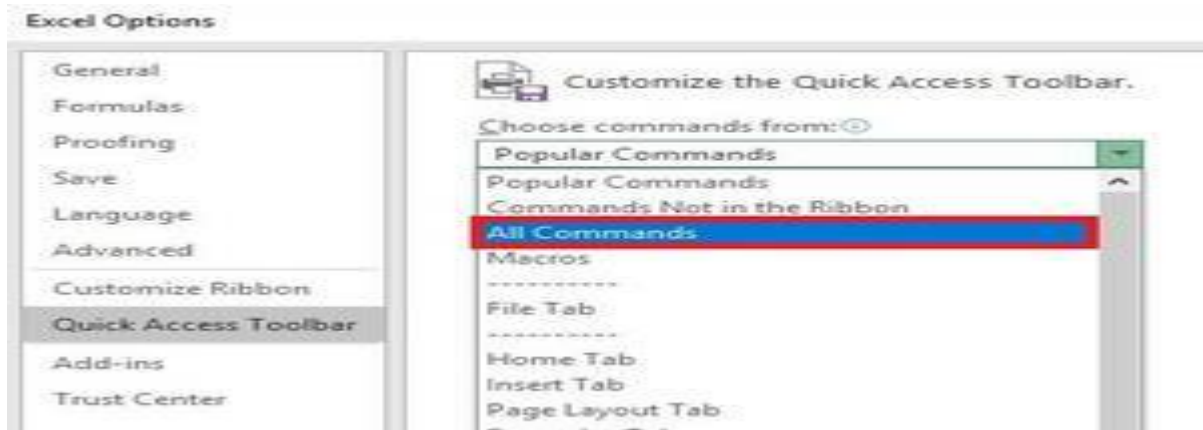 Excel Options
General
Formulas
Proofing
Save
Language
Advanced
Customize Ribbon
Quick Access Toolbar
Add-ins
Trust Center
Customize the Quick Access Toolbar.
Choose commands from:
Popular Commands
Popular Commands
Commands Not in the Ribbon
All Commands
Macros
----------
File Tab
----------
Home Tab
Insert Tab
Page Layout Tab